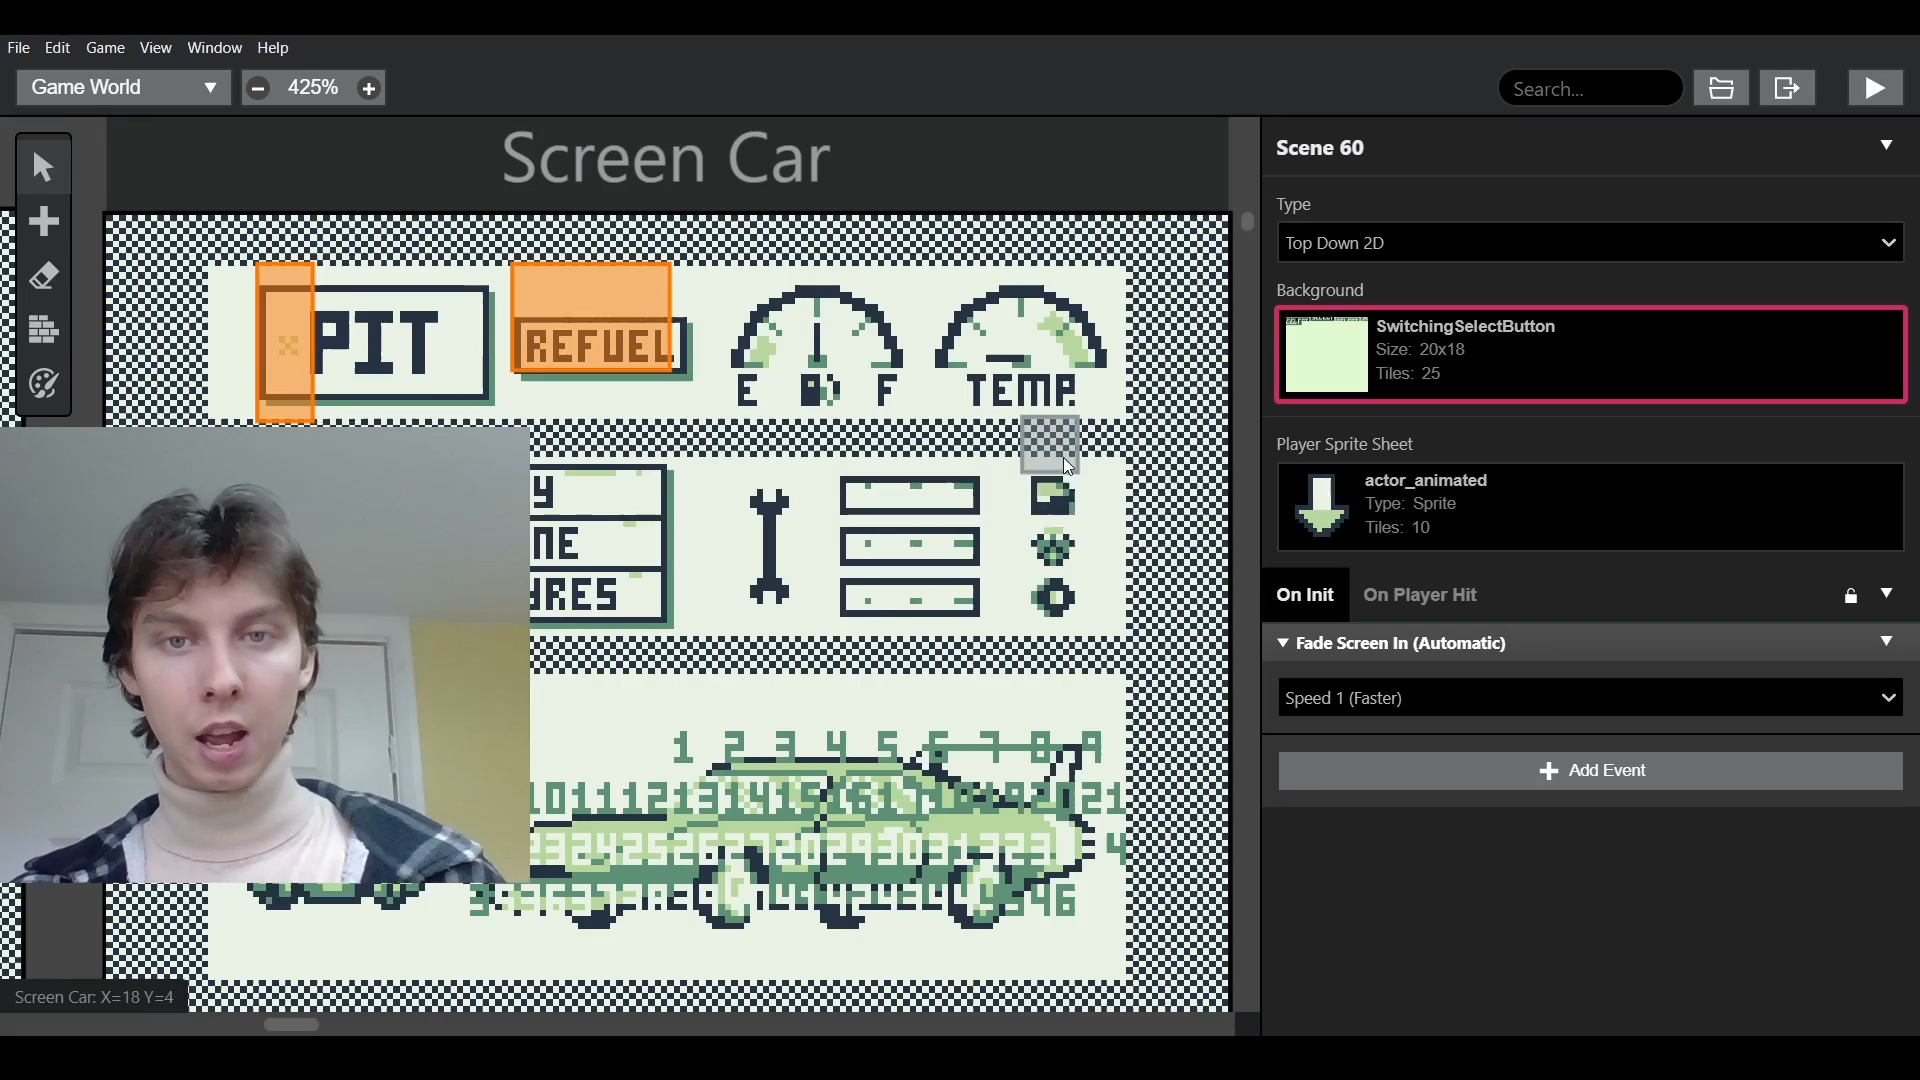 File Edit Game View Window Help
Game World 425% Search...
Screen Car
PIT
REFUEL
E F TEMP.
Y
NE
YRES
1 2 3 4 5 6 7 8 9
Screen Car: X=18 Y=4
Scene 60
Type
Top Down 2D
Background
SwitchingSelectButton
Size: 20x18
Tiles: 25
Player Sprite Sheet
actor_animated
Type: Sprite
Tiles: 10
On Init On Player Hit
Fade Screen In (Automatic)
Speed 1 (Faster)
Add Event